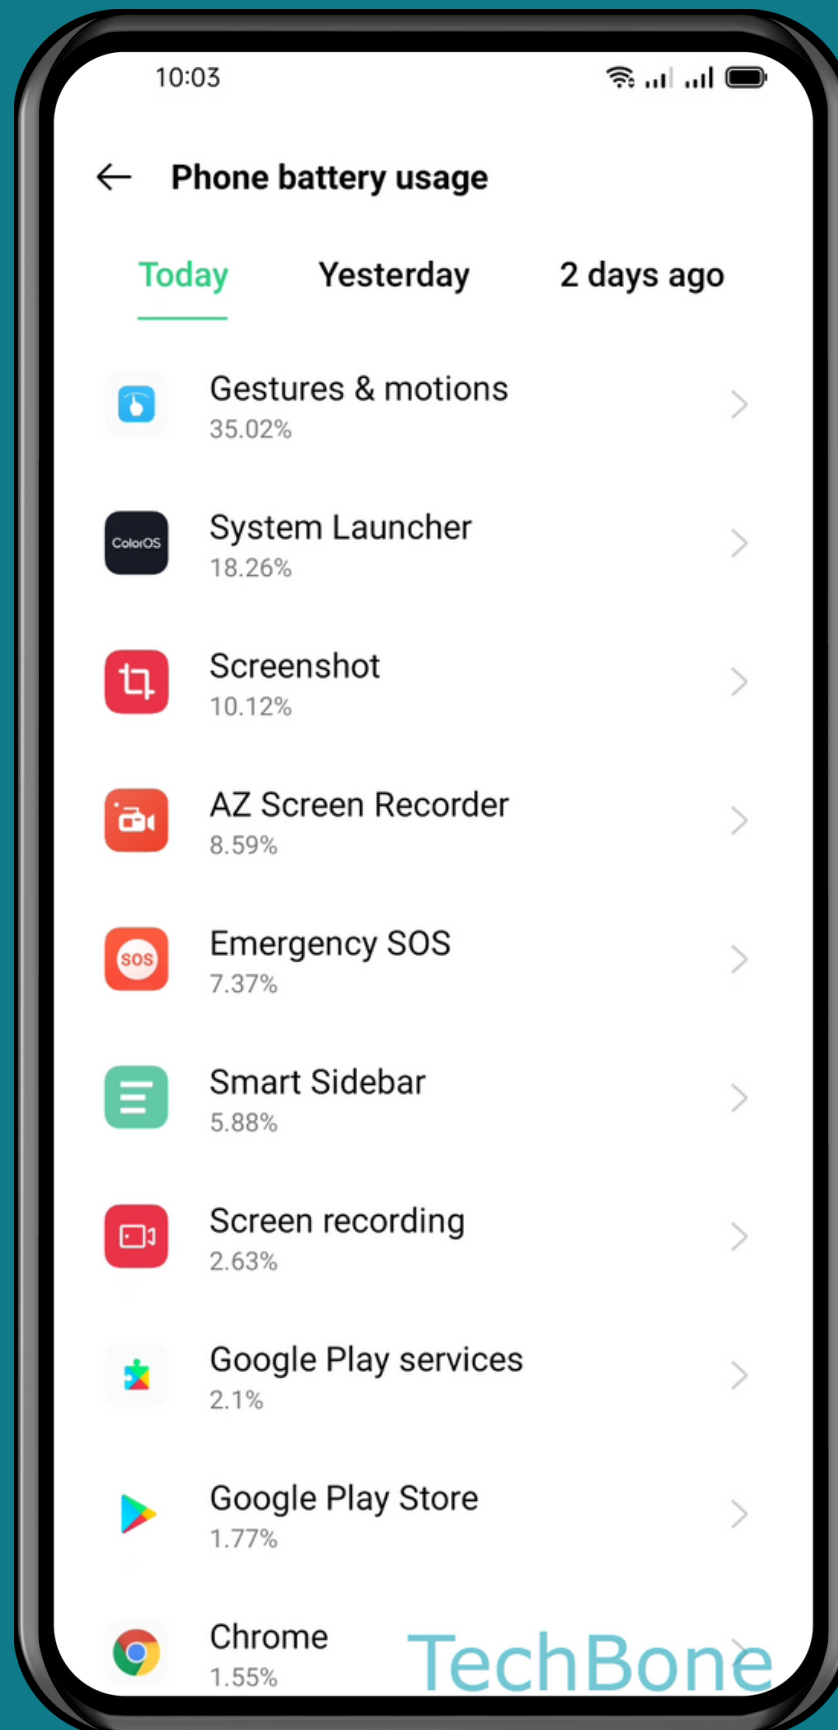 10:03
Phone battery usage
Today Yesterday 2 days ago
Gestures & motions
35.02%
ColorOS
System Launcher
18.26%
Screenshot
10.12%
AZ Screen Recorder
8.59%
SOS
Emergency SOS
7.37%
Smart Sidebar
5.88%
Screen recording
2.63%
Google Play services
2.1%
Google Play Store
1.77%
Chrome
1.55%
TechBone